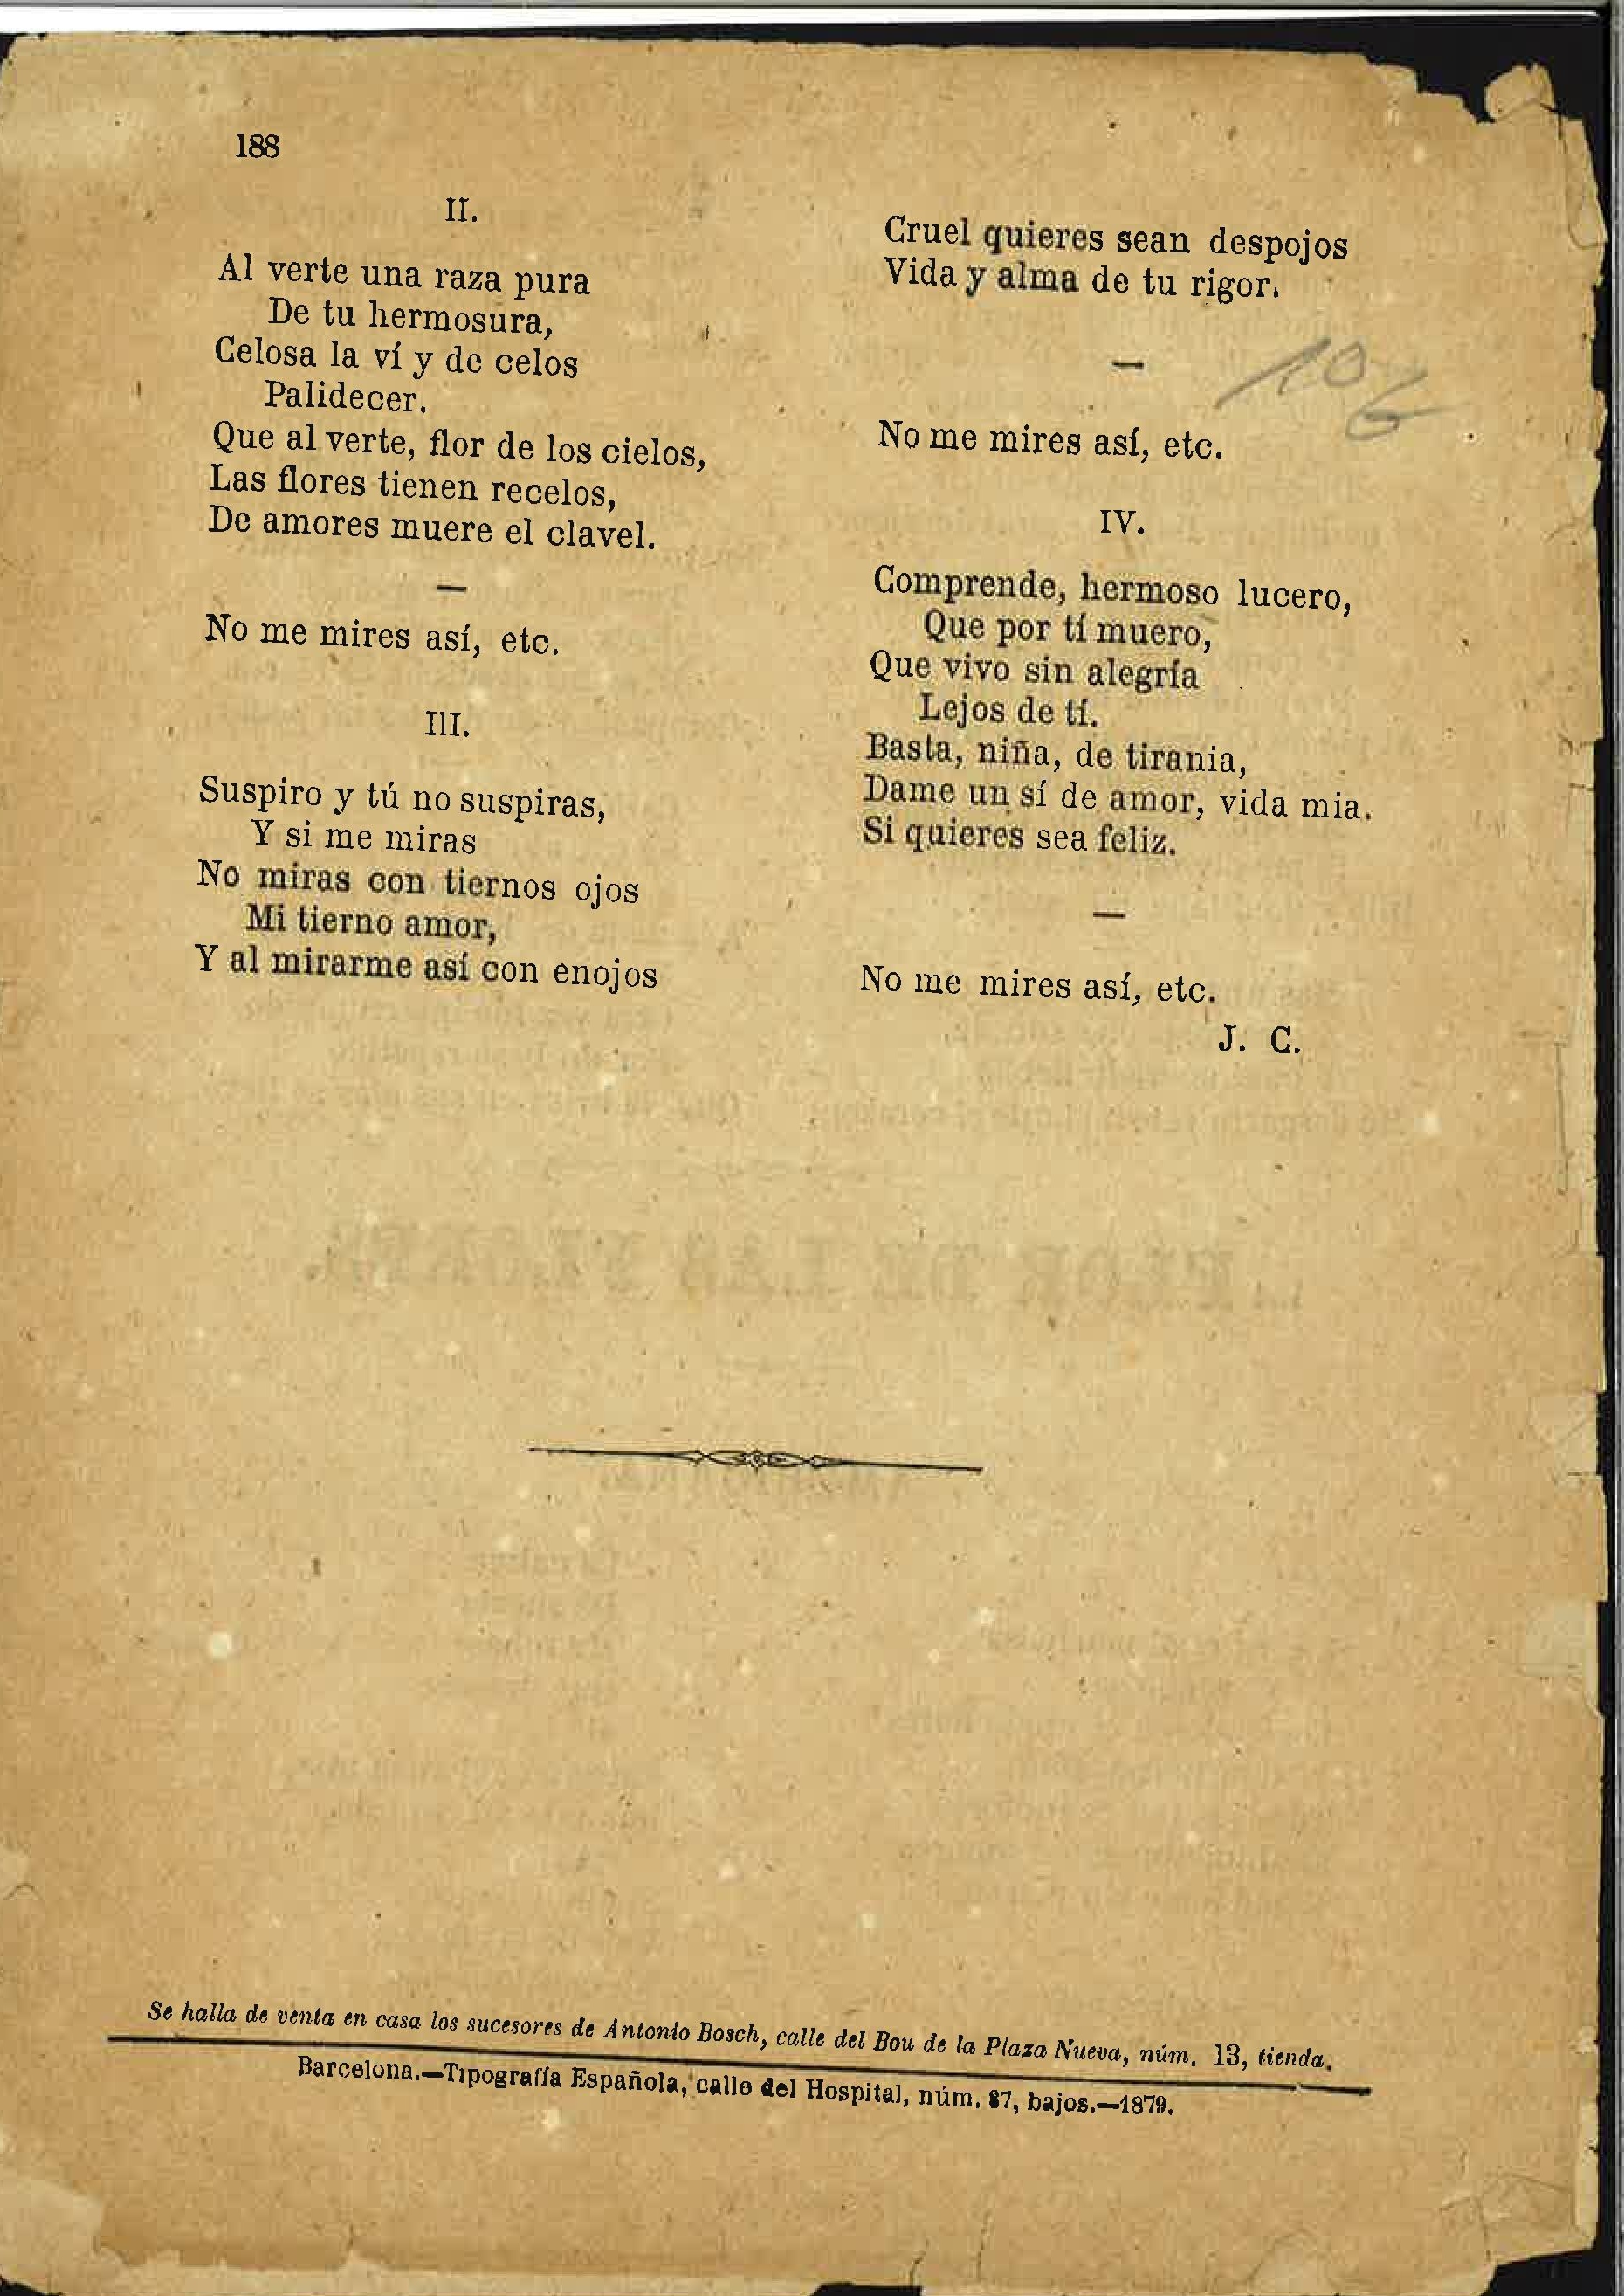 188
II.
Al verte una raza pura
De tu hermosura,
Celosa la ví y de celos
Palidecer.
Que al verte, flor de los cielos,
Las flores tienen recelos,
De amores muere el clavel.
—
No me mires así, etc.
III.
Suspiro y tú no suspiras,
Y si me miras
No miras con tiernos ojos
Mi tierno amor,
Y al mirarme así con enojos
Cruel quieres sean despojos
Vida y alma de tu rigor.
—
106
No me mires así, etc.
IV.
Comprende, hermoso lucero,
Que por tí muero,
Que vivo sin alegría
Lejos de tí.
Basta, niña, de tirania,
Dame un sí de amor, vida mia.
Si quieres sea feliz.
—
No me mires así, etc.
J. C.
Se halla de venta en casa los sucesores de Antonio Bosch, calle del Bou de la Plaza Nueva, núm. 13, tienda.
Barcelona.—Tipografía Española, calle del Hospital, núm. 87, bajos.—1879.